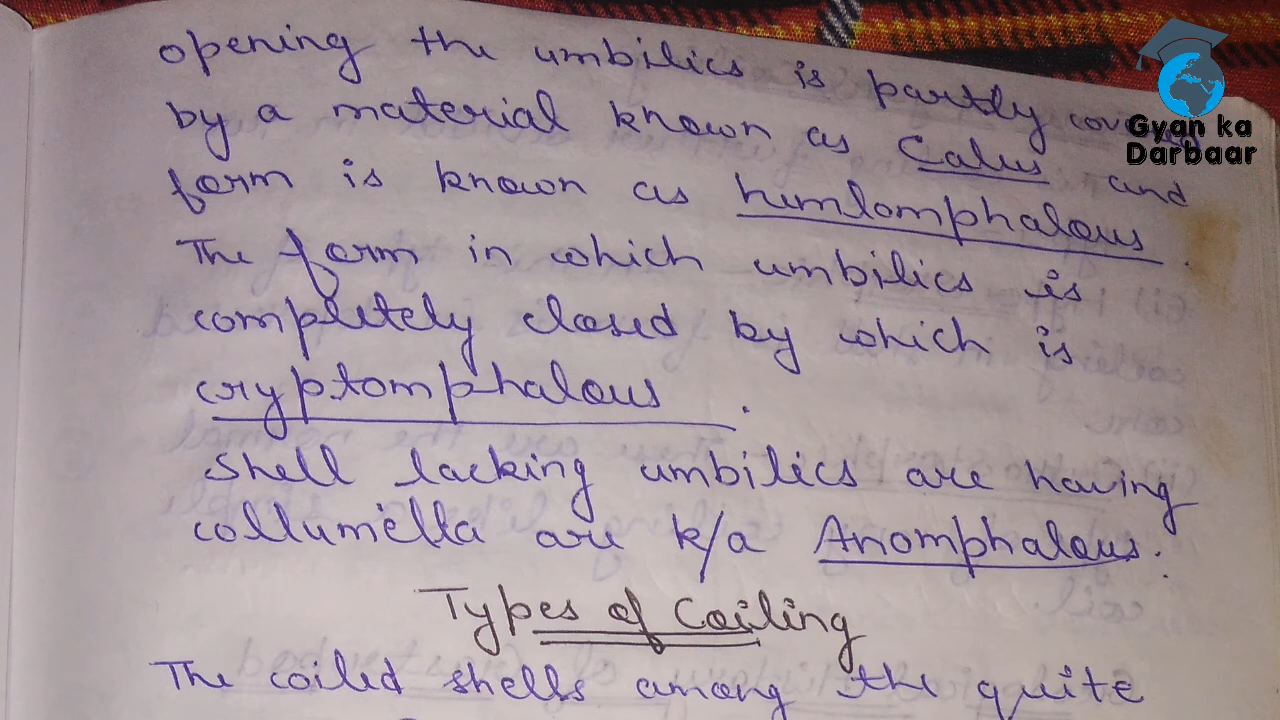 opening the umbilics is partly covered
by a material known as Calus and
form is known as hemlomphalous.
The form in which umbilics is
completely closed by which is
cryptomphalous.
Shell lacking umbilics are having
collumella are k/a Anomphalous.
Types of Coiling
The coiled shells among the quite
Gyan ka
Darbaar